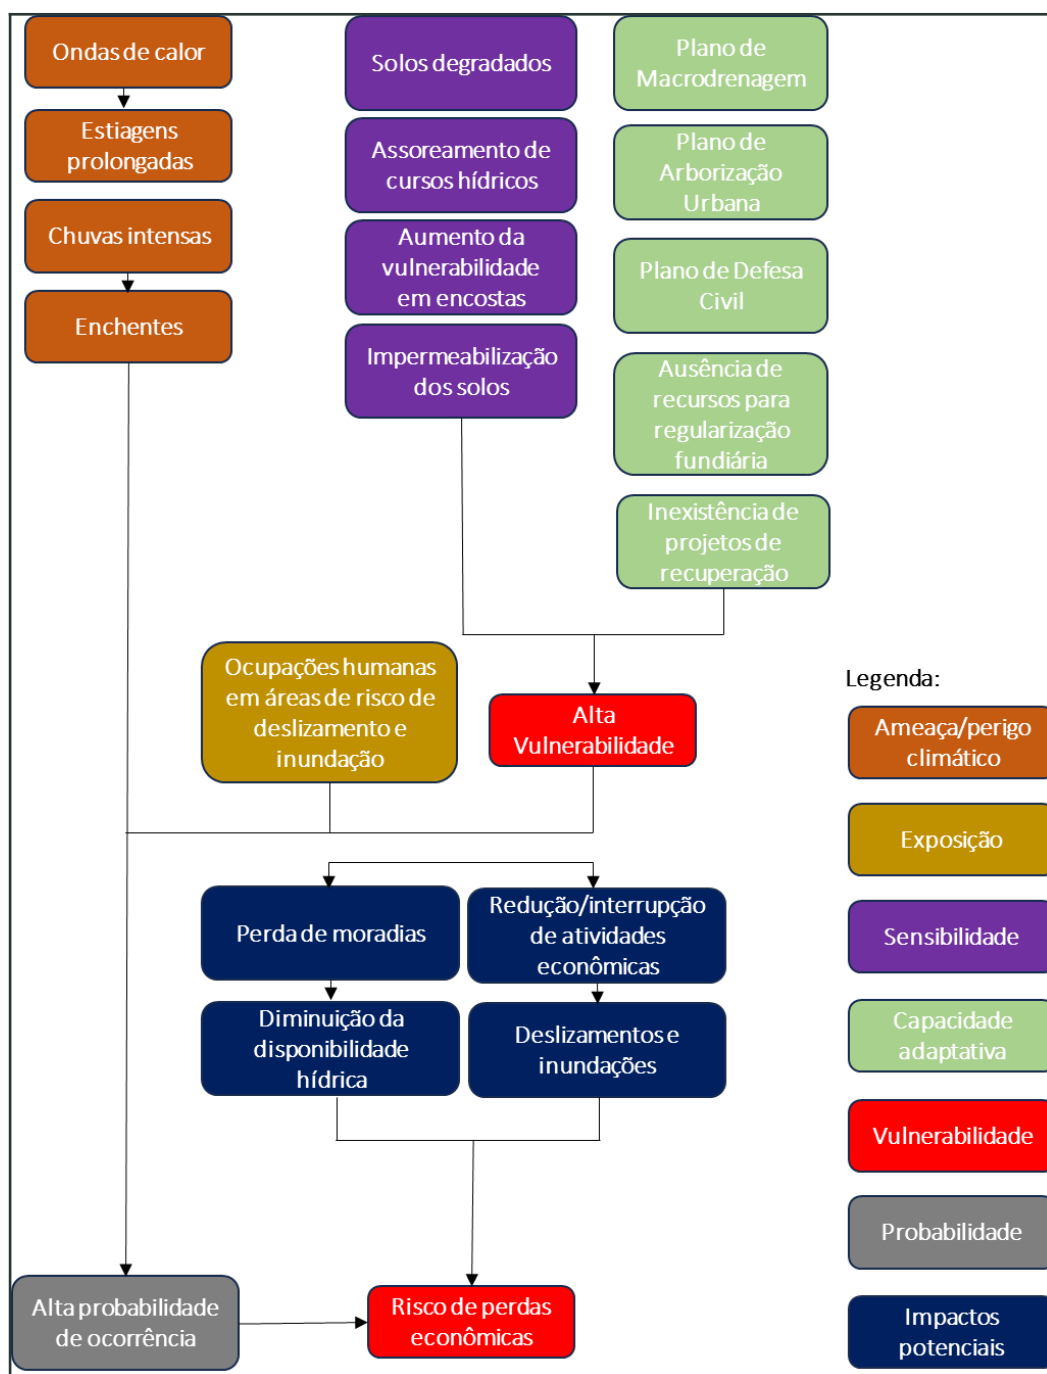 Ondas de calor
Estiagens
prolongadas
Chuvas intensas
Enchentes
Solos degradados
Assoreamento de
cursos hídricos
Aumento da
vulnerabilidade
em encostas
Impermeabilização
dos solos
Plano de
Macrodrenagem
Plano de
Arborização
Urbana
Plano de Defesa
Civil
Ausência de
recursos para
regularização
fundiária
Inexistência de
projetos de
recuperação
Ocupações humanas
em áreas de risco de
deslizamento e
inundação
Alta
Vulnerabilidade
Perda de moradias
Redução/interrupção
de atividades
econômicas
Diminuição da
disponibilidade
hídrica
Deslizamentos e
inundações
Alta probabilidade
de ocorrência
Risco de perdas
econômicas
Legenda:
Ameaça/perigo
climático
Exposição
Sensibilidade
Capacidade
adaptativa
Vulnerabilidade
Probabilidade
Impactos
potenciais